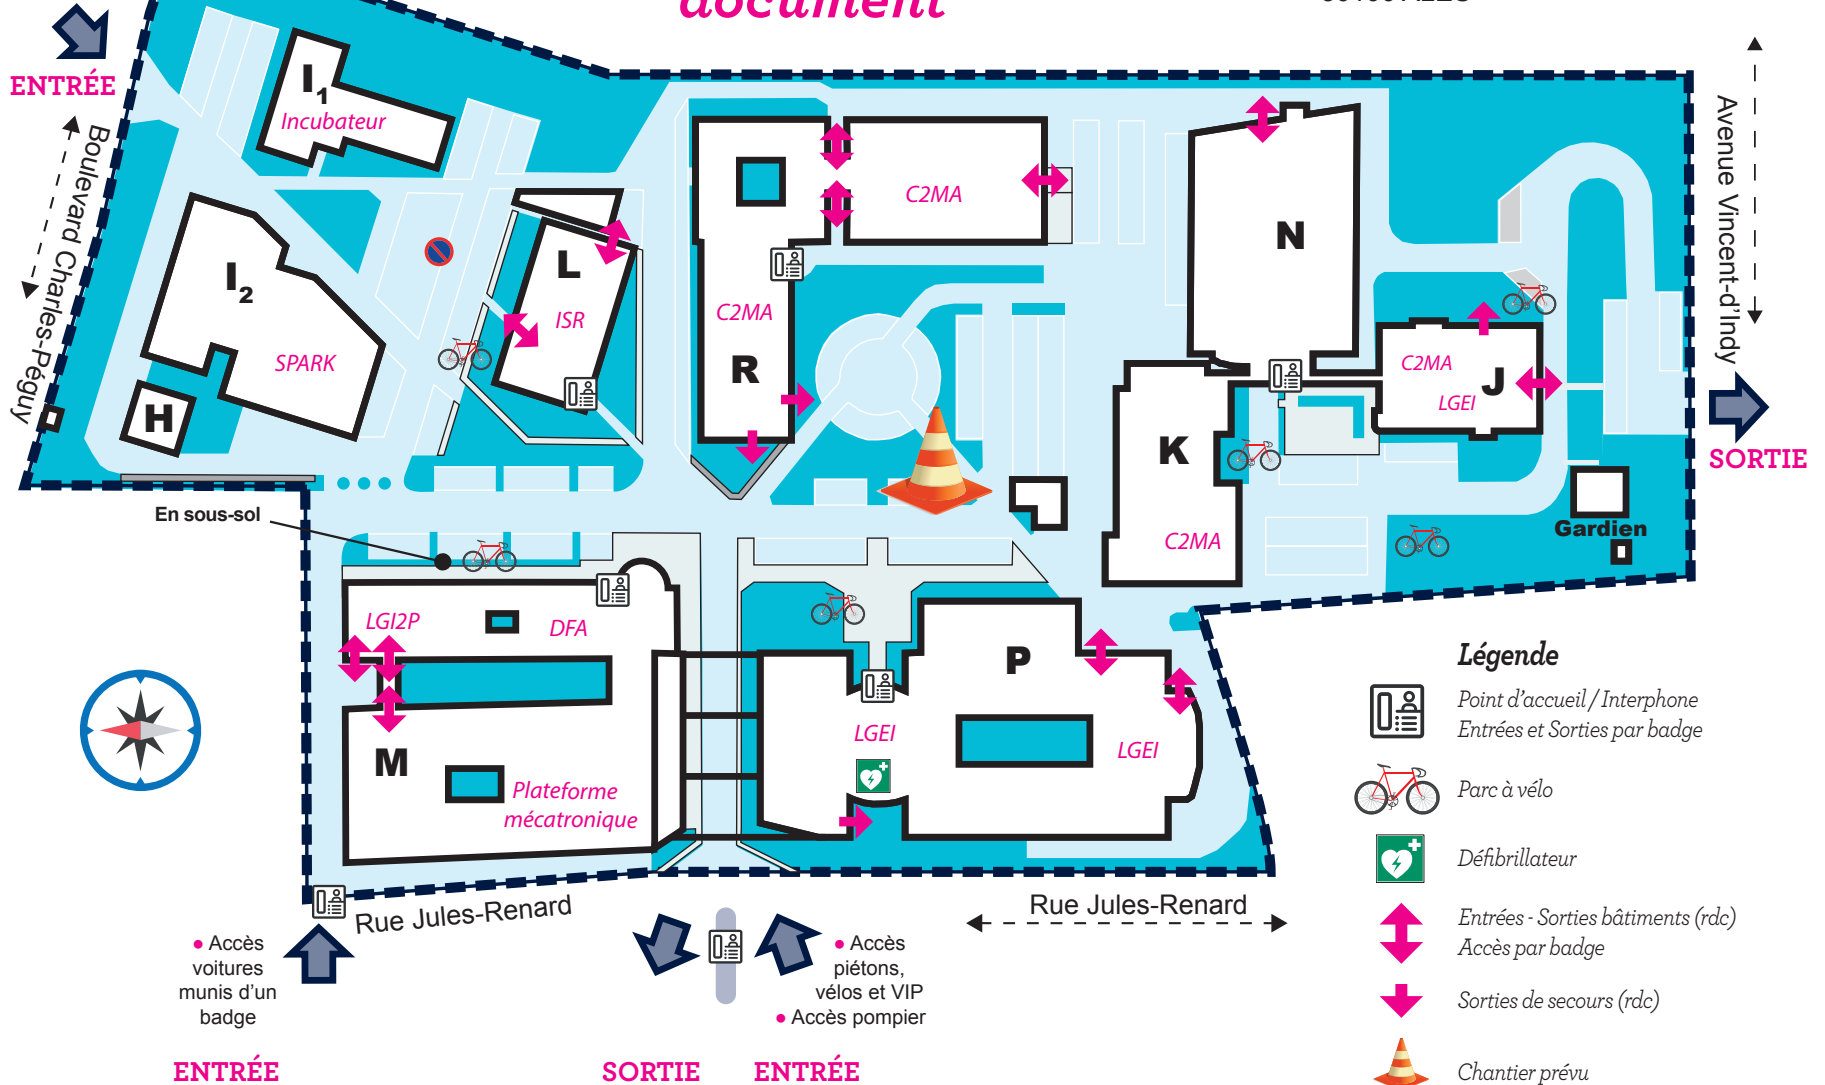 document
ENTRÉE
Boulevard Charles-Péguy
I1
Incubateur
I2
SPARK
H
L
ISR
C2MA
C2MA
R
N
C2MA
J
LGEI
K
C2MA
Avenue Vincent-d'Indy
SORTIE
Gardien
En sous-sol
LGI2P
DFA
M
Plateforme
mécatronique
P
LGEI
LGEI
Rue Jules-Renard
Rue Jules-Renard
• Accès
voitures
munis d'un
badge
ENTRÉE
SORTIE
• Accès
piétons,
vélos et VIP
• Accès pompier
ENTRÉE
Légende
Point d'accueil / Interphone
Entrées et Sorties par badge
Parc à vélo
Défibrillateur
Entrées - Sorties bâtiments (rdc)
Accès par badge
Sorties de secours (rdc)
Chantier prévu